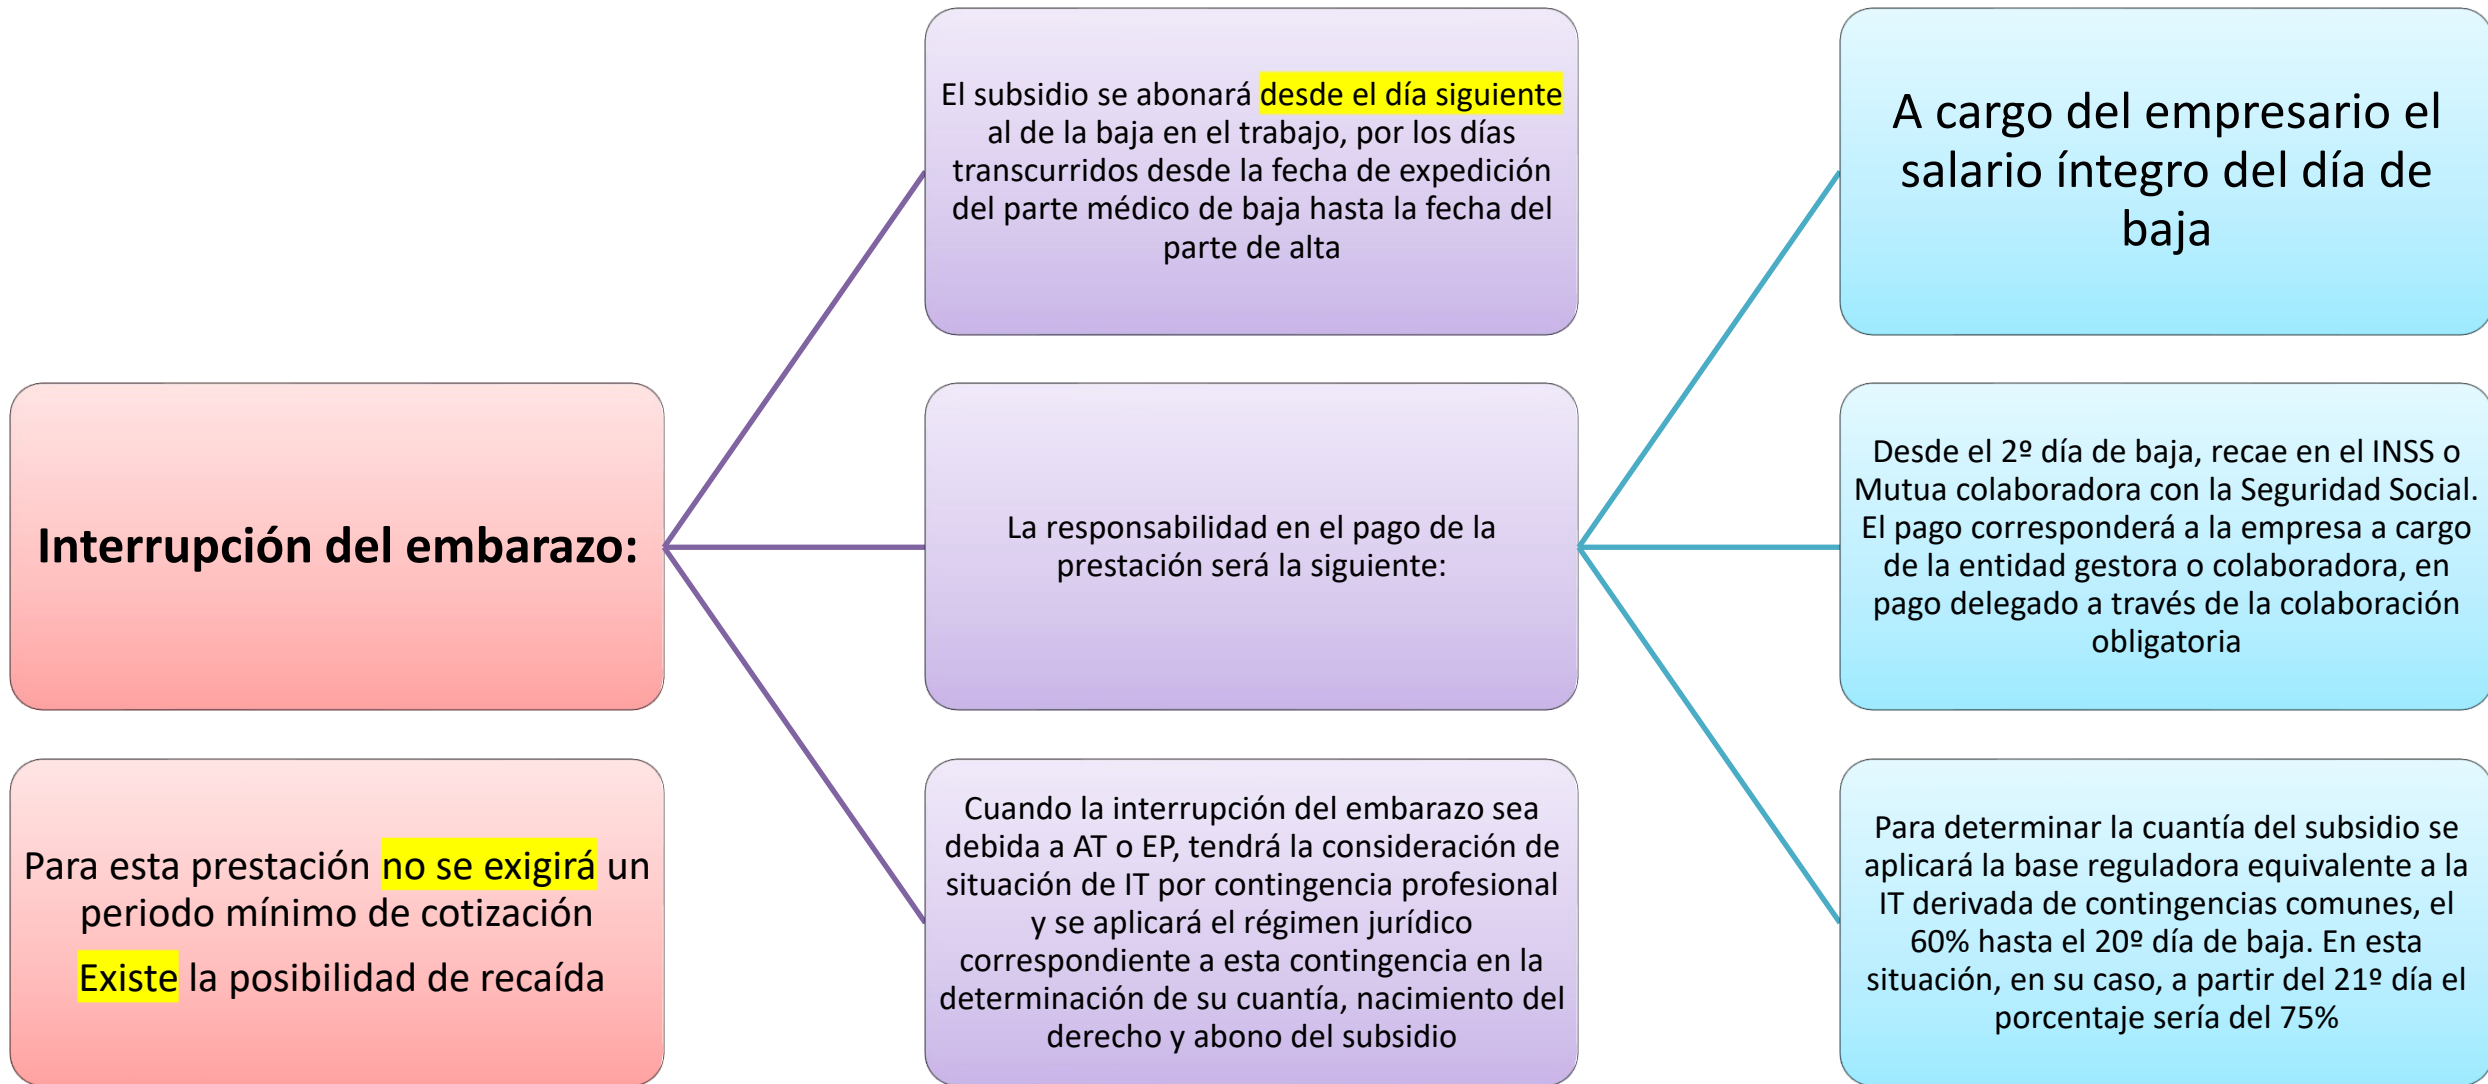 Interrupción del embarazo:
Para esta prestación no se exigirá un
periodo mínimo de cotización
Existe la posibilidad de recaída
El subsidio se abonará desde el día siguiente
al de la baja en el trabajo, por los días
transcurridos desde la fecha de expedición
del parte médico de baja hasta la fecha del
parte de alta
La responsabilidad en el pago de la
prestación será la siguiente:
Cuando la interrupción del embarazo sea
debida a AT o EP, tendrá la consideración de
situación de IT por contingencia profesional
y se aplicará el régimen jurídico
correspondiente a esta contingencia en la
determinación de su cuantía, nacimiento del
derecho y abono del subsidio
A cargo del empresario el
salario íntegro del día de
baja
Desde el 2º día de baja, recae en el INSS o
Mutua colaboradora con la Seguridad Social.
El pago corresponderá a la empresa a cargo
de la entidad gestora o colaboradora, en
pago delegado a través de la colaboración
obligatoria
Para determinar la cuantía del subsidio se
aplicará la base reguladora equivalente a la
IT derivada de contingencias comunes, el
60% hasta el 20º día de baja. En esta
situación, en su caso, a partir del 21º día el
porcentaje sería del 75%